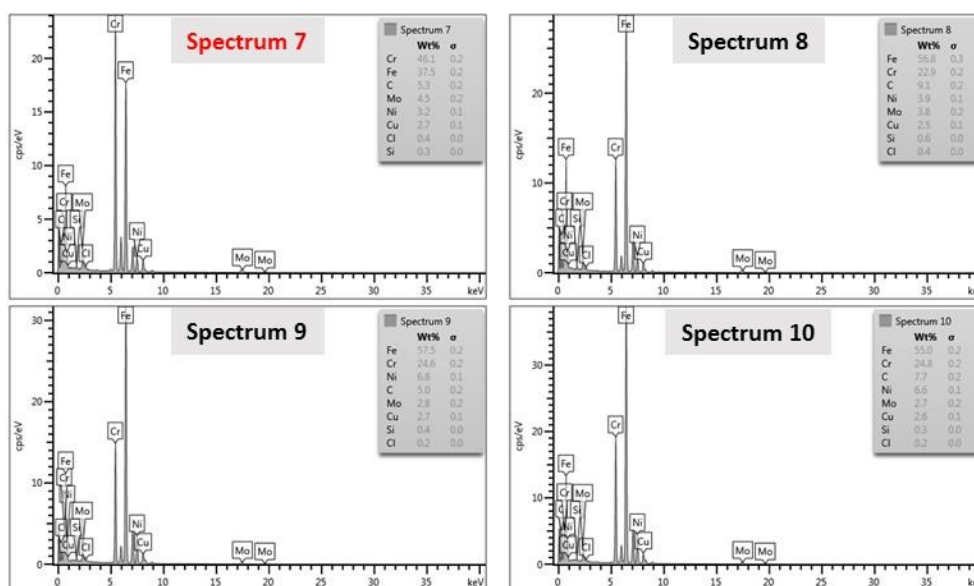 Spectrum 7
Spectrum 7
Wt% σ
Cr 46.1 0.2
Fe 37.5 0.2
C 5.3 0.2
Mo 4.5 0.2
Ni 3.2 0.1
Cu 2.7 0.1
Cl 0.4 0.0
Si 0.3 0.0
cps/eV
20
15
10
5
0
Cr
Fe
Fe
Cr Mo
C Si
Ni Ni
Cu Cl Cu
Mo Mo
0 5 10 15 20 25 30 35 keV
Spectrum 8
Spectrum 8
Wt% σ
Fe 56.8 0.3
Cr 22.9 0.2
C 9.1 0.2
Ni 3.9 0.1
Mo 3.8 0.2
Cu 2.5 0.1
Si 0.6 0.0
Cl 0.4 0.0
cps/eV
20
10
0
Fe
Fe Cr
Cr Mo
C Si
Ni Ni
Cu Cl Cu
Mo Mo
0 5 10 15 20 25 30 35 ke
Spectrum 9
Spectrum 9
Wt% σ
Fe 57.5 0.2
Cr 24.6 0.2
Ni 6.8 0.1
C 5.0 0.2
Mo 2.8 0.2
Cu 2.7 0.1
Si 0.4 0.0
Cl 0.2 0.0
cps/eV
30
20
10
0
Fe
Cr
Fe
Cr
Ni
Mo
C Si Ni
Cu Cl Cu
Mo Mo
0 5 10 15 20 25 30 35 keV
Spectrum 10
Spectrum 10
Wt% σ
Fe 55.0 0.2
Cr 24.8 0.2
C 7.7 0.2
Ni 6.6 0.1
Mo 2.7 0.2
Cu 2.6 0.1
Si 0.3 0.0
Cl 0.2 0.0
cps/eV
30
20
10
0
Fe
Cr
Fe
Cr Mo
C Si
Ni Ni
Cu Cl Cu
Mo Mo
0 5 10 15 20 25 30 35 ke